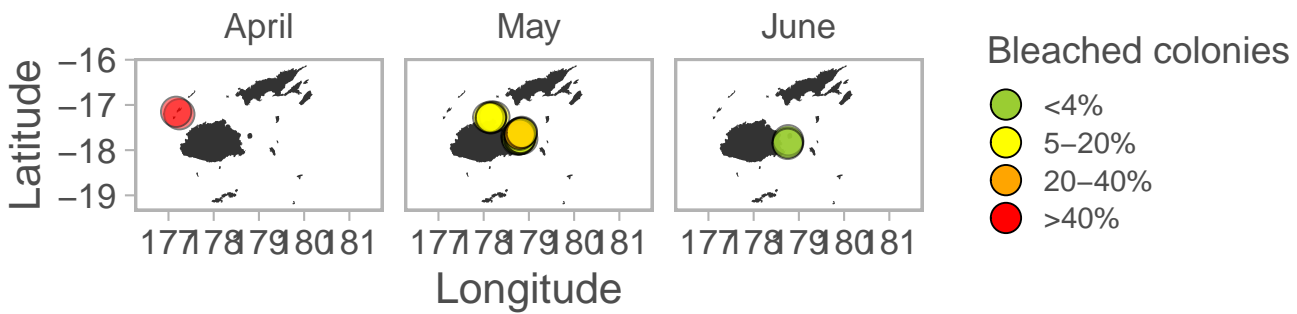 April May June
Bleached colonies
Latitude
−16
−17
−18
−19
<4%
5−20%
20−40%
>40%
177 178 179 180 181 177 178 179 180 181 177 178 179 180 181
Longitude